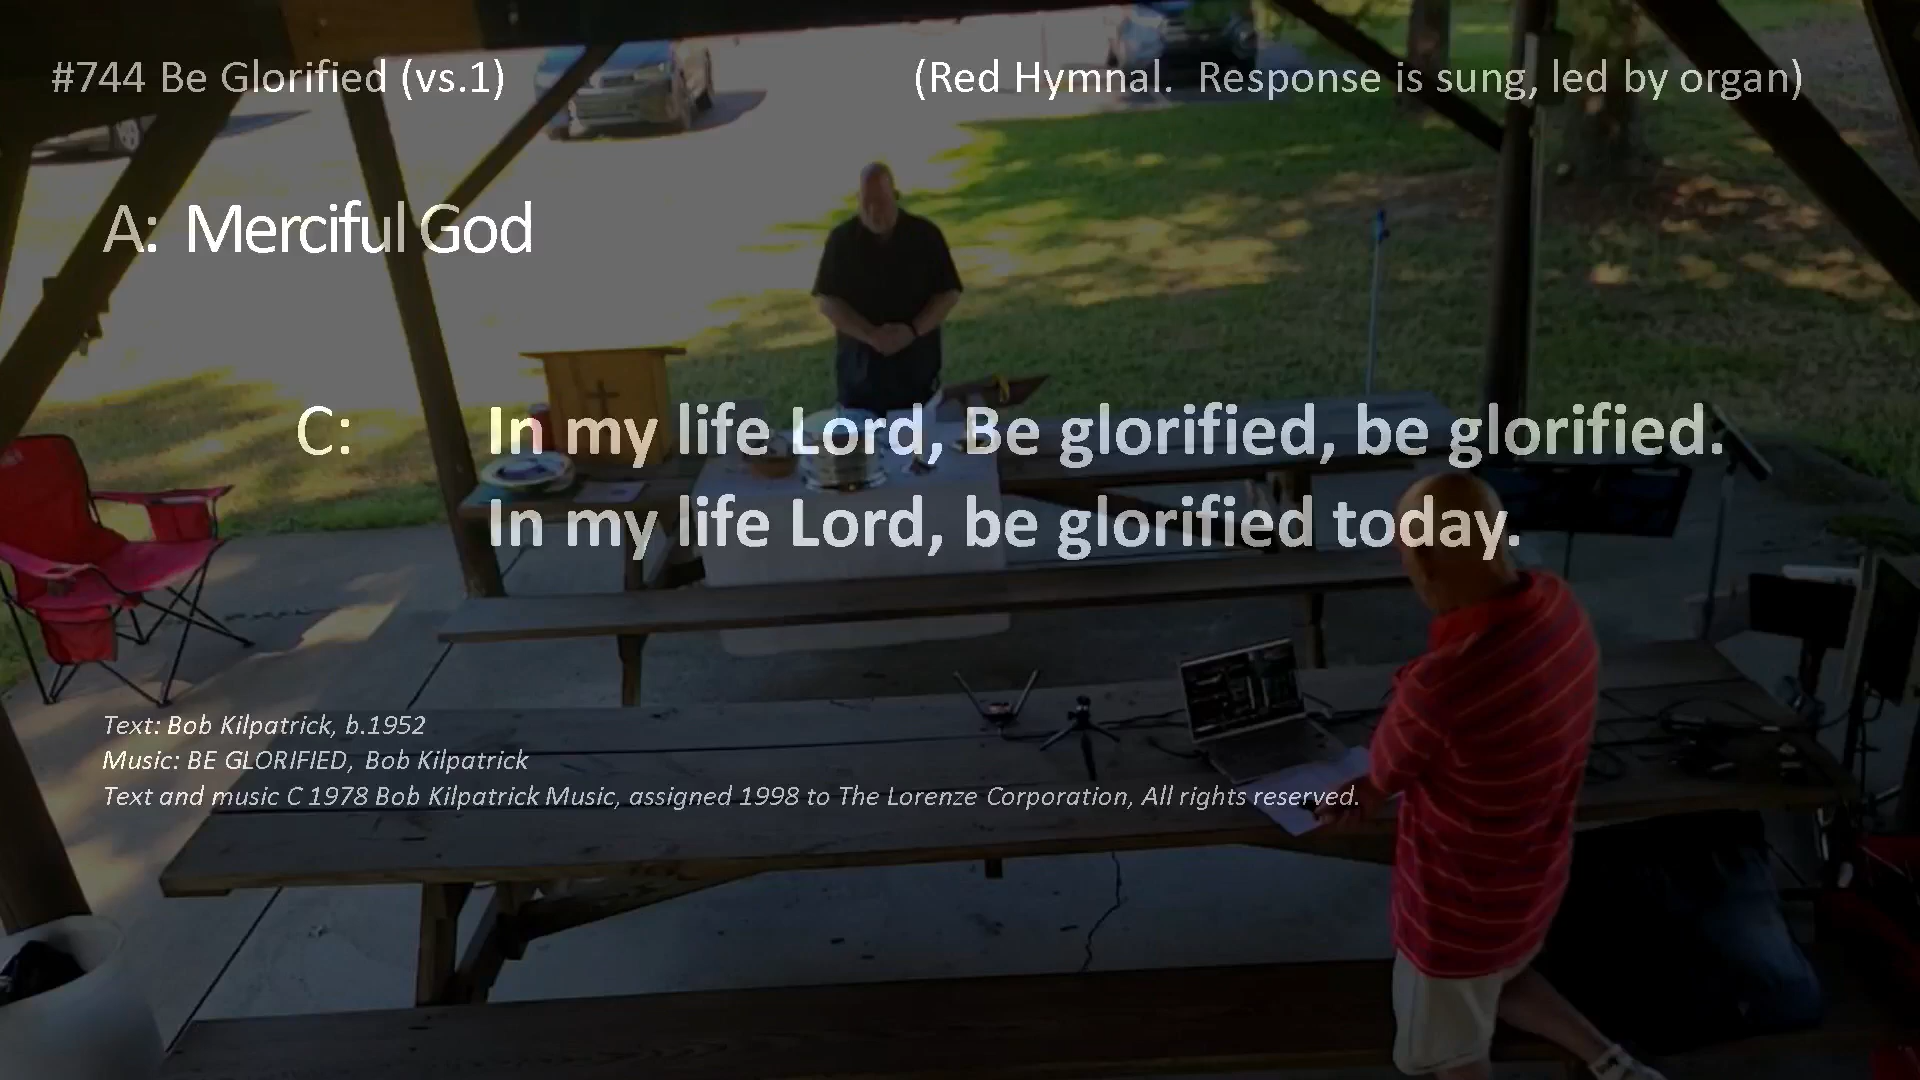 #744 Be Glorified (vs.1) (Red Hymnal. Response is sung, led by organ)
A: Merciful God
C: In my life Lord, Be glorified, be glorified.
In my life Lord, be glorified today.
Text: Bob Kilpatrick, b.1952
Music: BE GLORIFIED, Bob Kilpatrick
Text and music C 1978 Bob Kilpatrick Music, assigned 1998 to The Lorenze Corporation, All rights reserved.